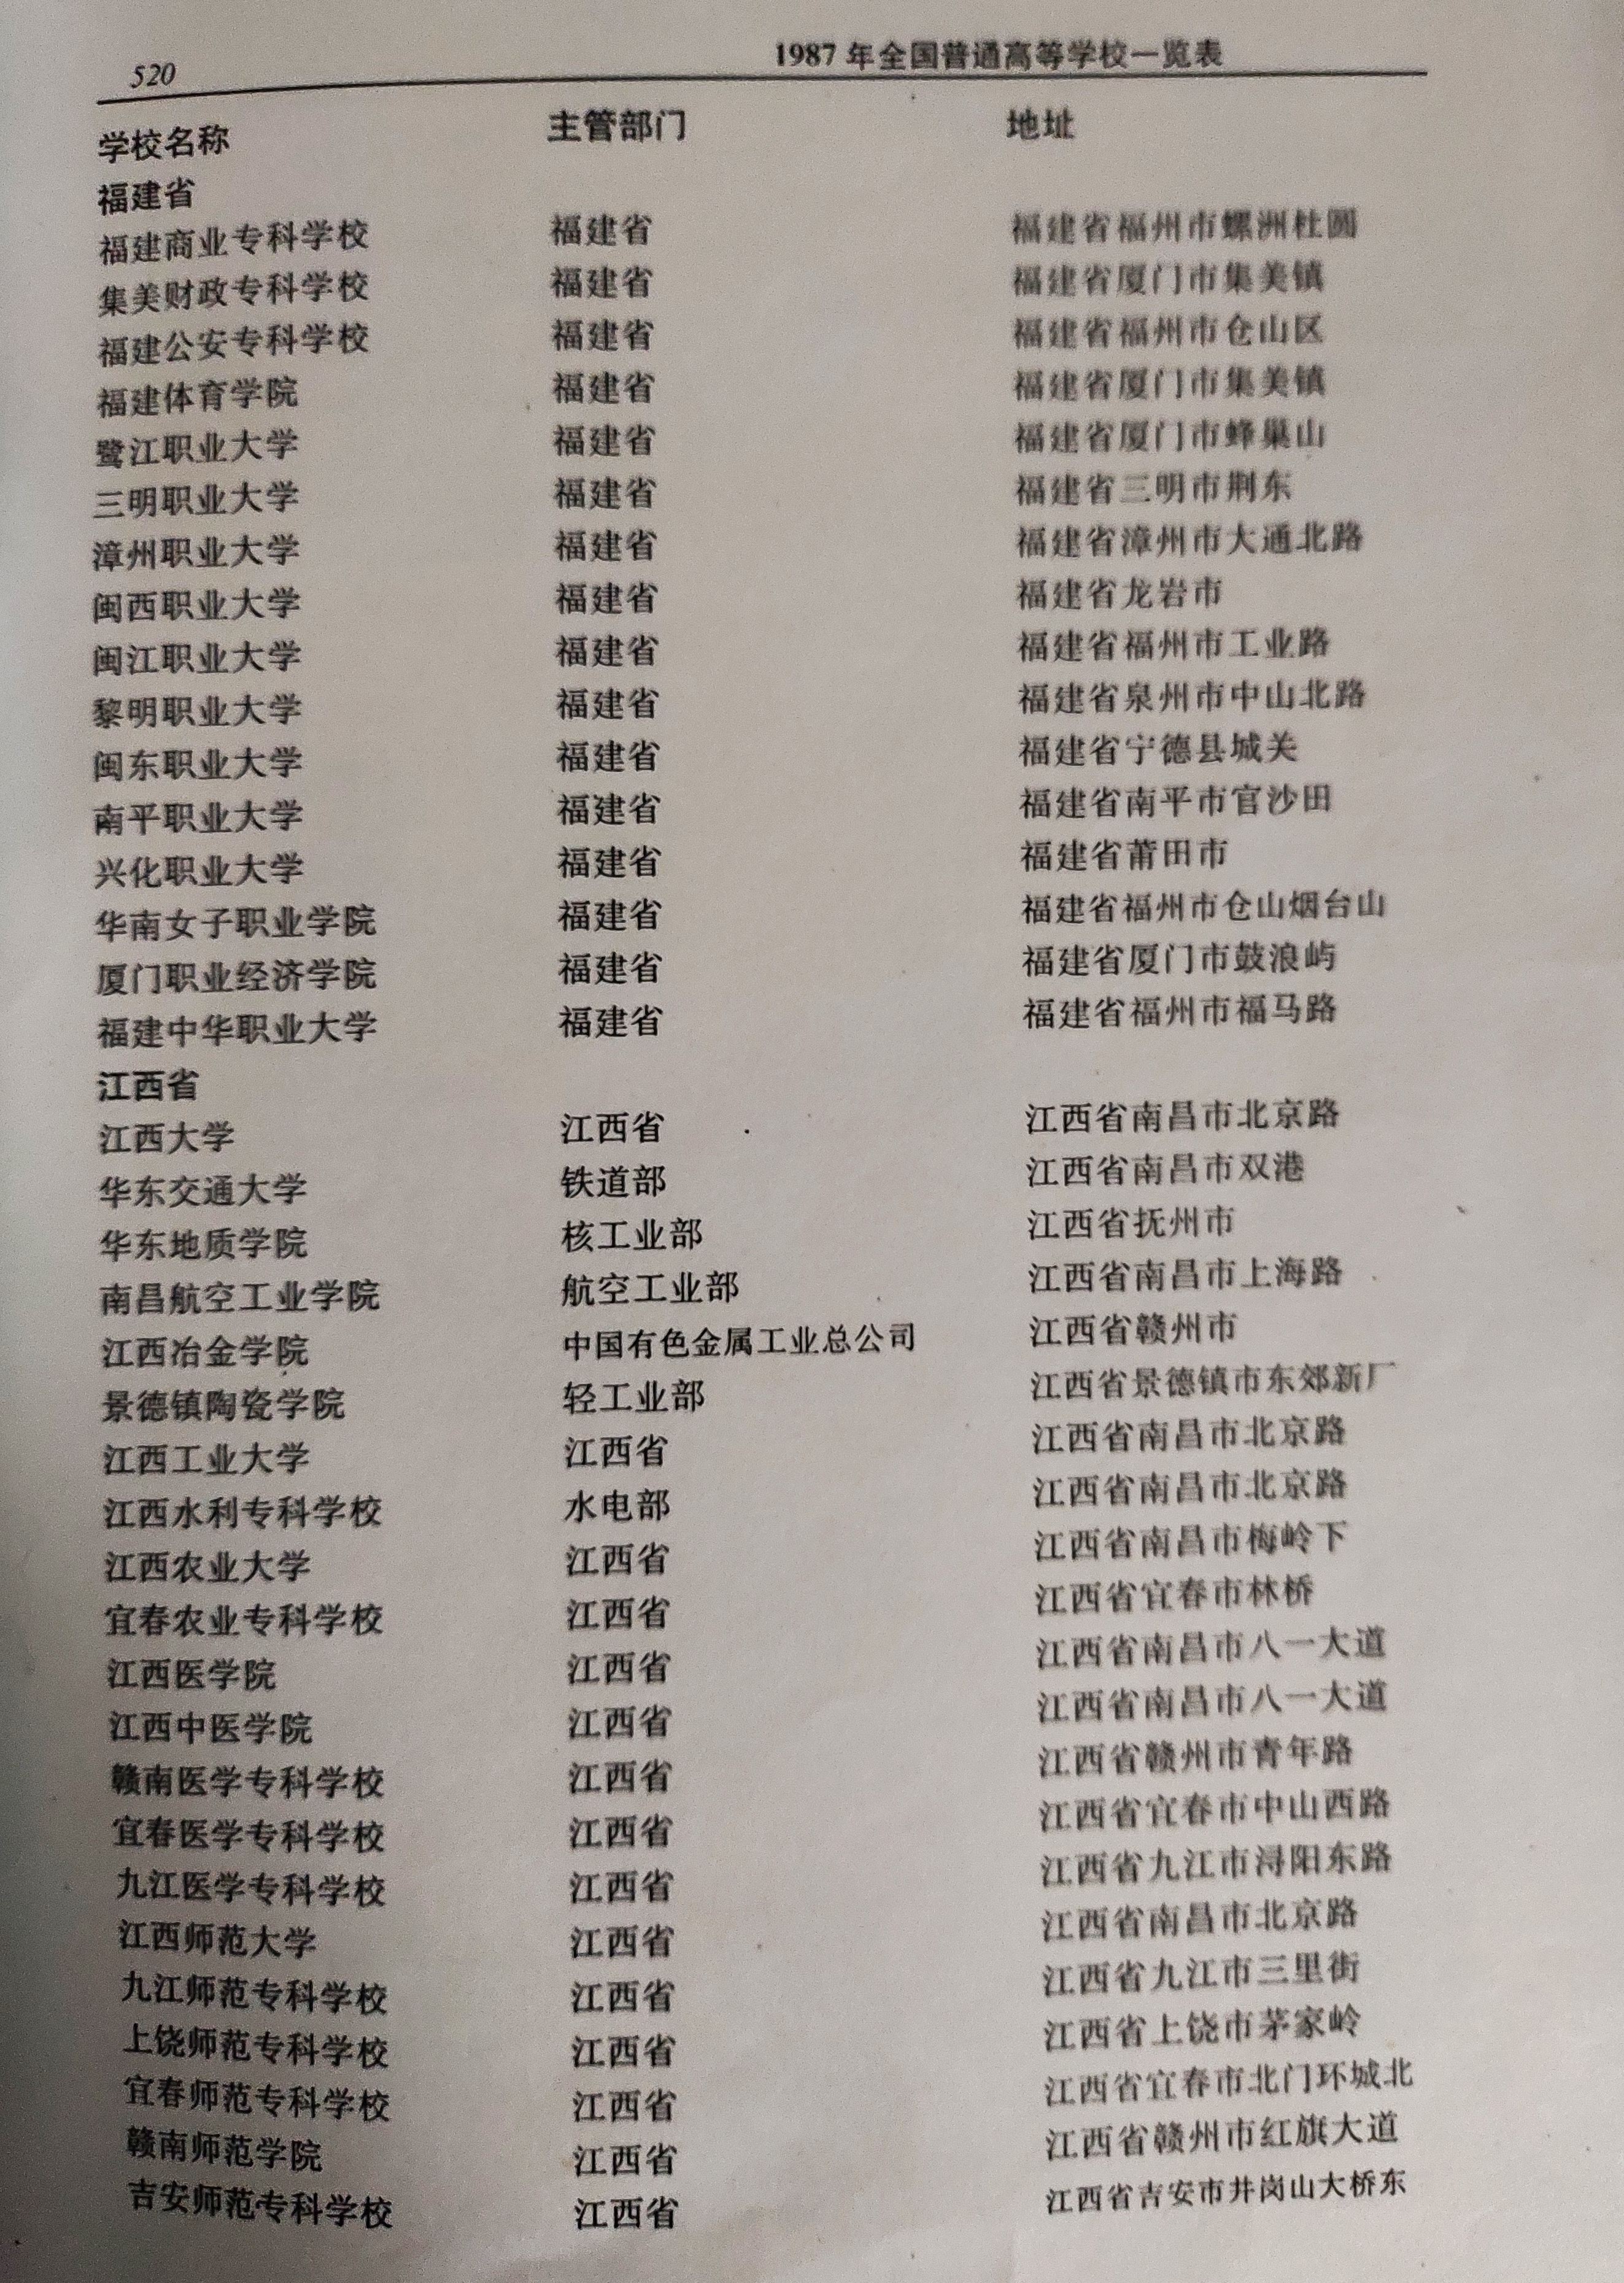 520
1987 年全国普通高等学校一览表
学校名称 主管部门 地址
福建省
福建商业专科学校 福建省 福建省福州市螺洲杜园
集美财政专科学校 福建省 福建省厦门市集美镇
福建公安专科学校 福建省 福建省福州市仓山区
福建体育学院 福建省 福建省厦门市集美镇
鹭江职业大学 福建省 福建省厦门市蜂巢山
三明职业大学 福建省 福建省三明市荆东
漳州职业大学 福建省 福建省漳州市大通北路
闽西职业大学 福建省 福建省龙岩市
闽江职业大学 福建省 福建省福州市工业路
黎明职业大学 福建省 福建省泉州市中山北路
闽东职业大学 福建省 福建省宁德县城关
南平职业大学 福建省 福建省南平市官沙田
兴化职业大学 福建省 福建省莆田市
华南女子职业学院 福建省 福建省福州市仓山烟台山
厦门职业经济学院 福建省 福建省厦门市鼓浪屿
福建中华职业大学 福建省 福建省福州市福马路
江西省
江西大学 江西省 江西省南昌市北京路
华东交通大学 铁道部 江西省南昌市双港
华东地质学院 核工业部 江西省抚州市
南昌航空工业学院 航空工业部 江西省南昌市上海路
江西冶金学院 中国有色金属工业总公司 江西省赣州市
景德镇陶瓷学院 轻工业部 江西省景德镇市东郊新厂
江西工业大学 江西省 江西省南昌市北京路
江西水利专科学校 水电部 江西省南昌市北京路
江西农业大学 江西省 江西省南昌市梅岭下
宜春农业专科学校 江西省 江西省宜春市林桥
江西医学院 江西省 江西省南昌市八一大道
江西中医学院 江西省 江西省南昌市八一大道
赣南医学专科学校 江西省 江西省赣州市青年路
宜春医学专科学校 江西省 江西省宜春市中山西路
九江医学专科学校 江西省 江西省九江市浔阳东路
江西师范大学 江西省 江西省南昌市北京路
九江师范专科学校 江西省 江西省九江市三里街
上饶师范专科学校 江西省 江西省上饶市茅家岭
宜春师范专科学校 江西省 江西省宜春市北门环城北
赣南师范学院 江西省 江西省赣州市红旗大道
吉安师范专科学校 江西省 江西省吉安市井岗山大桥东